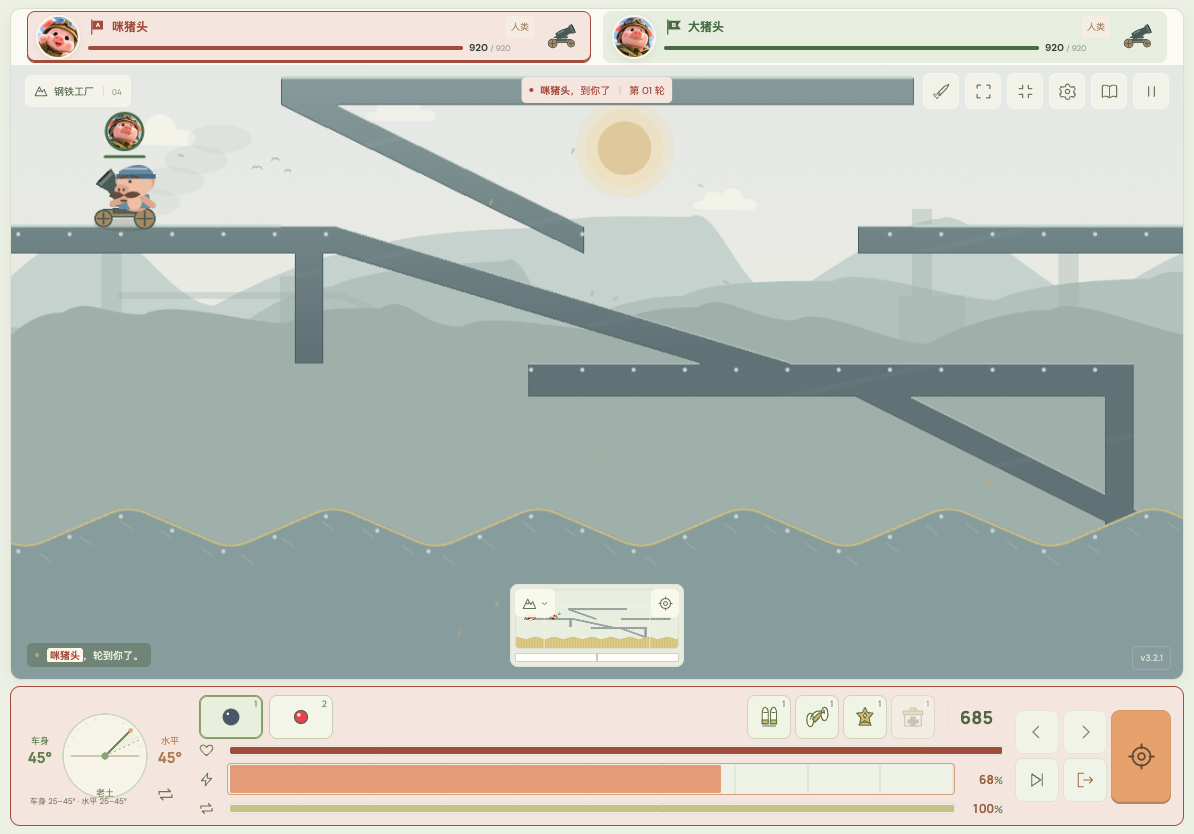 咪猪头
人类
920 / 920
大猪头
人类
920 / 920
钢铁工厂 04
咪猪头，到你了 第 01 轮
咪猪头，轮到你了。
v3.2.1
车身
45°
水平
45°
老土
车身 25–45° · 水平 25–45°
1
2
1
1
1
1
685
68%
100%